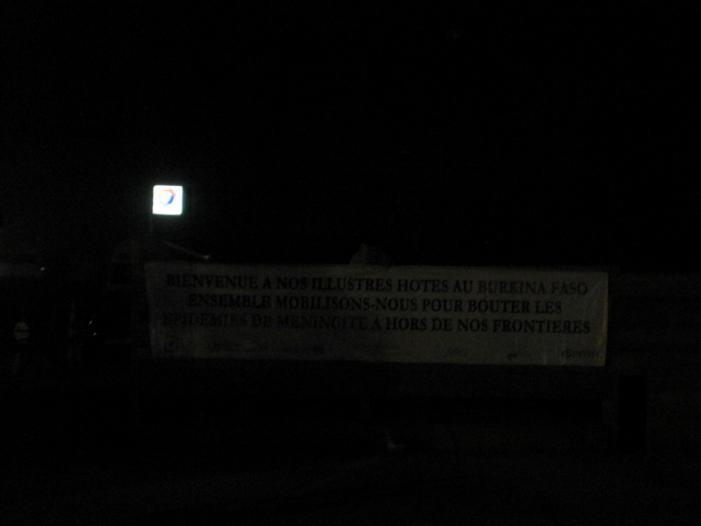 BIENVENUE A NOS ILLUSTRES HOTES AU BURKINA FASO
ENSEMBLE MOBILISONS-NOUS POUR BOUTER LES
EPIDEMIES DE MENINGITE A HORS DE NOS FRONTIERES